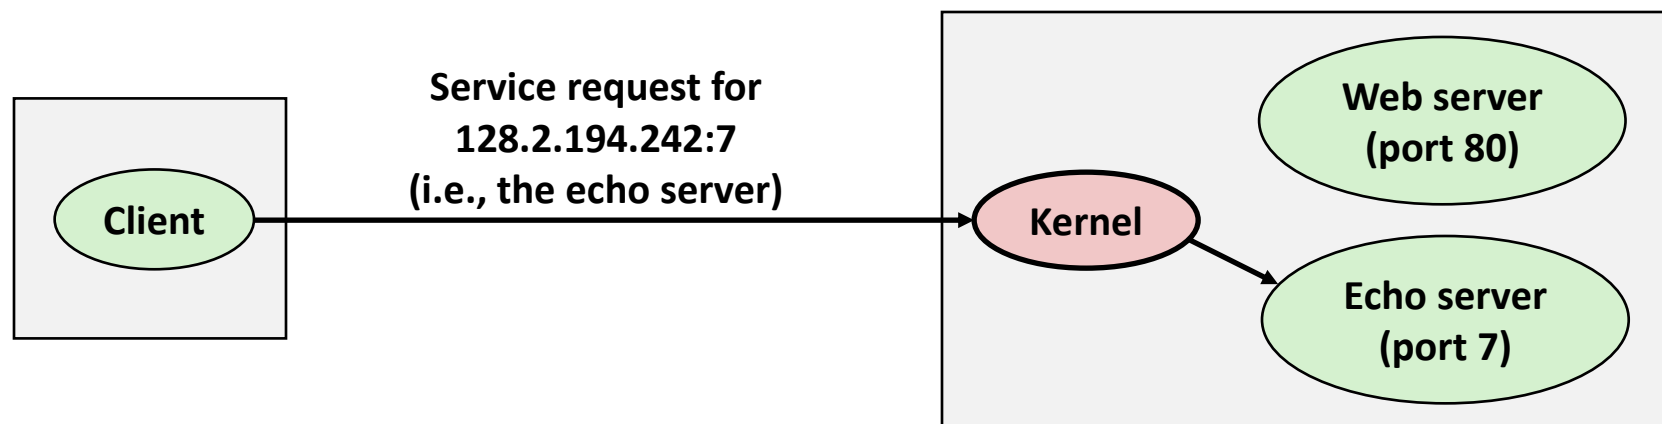 Service request for
128.2.194.242:7
(i.e., the echo server)
Client
Kernel
Web server
(port 80)
Echo server
(port 7)